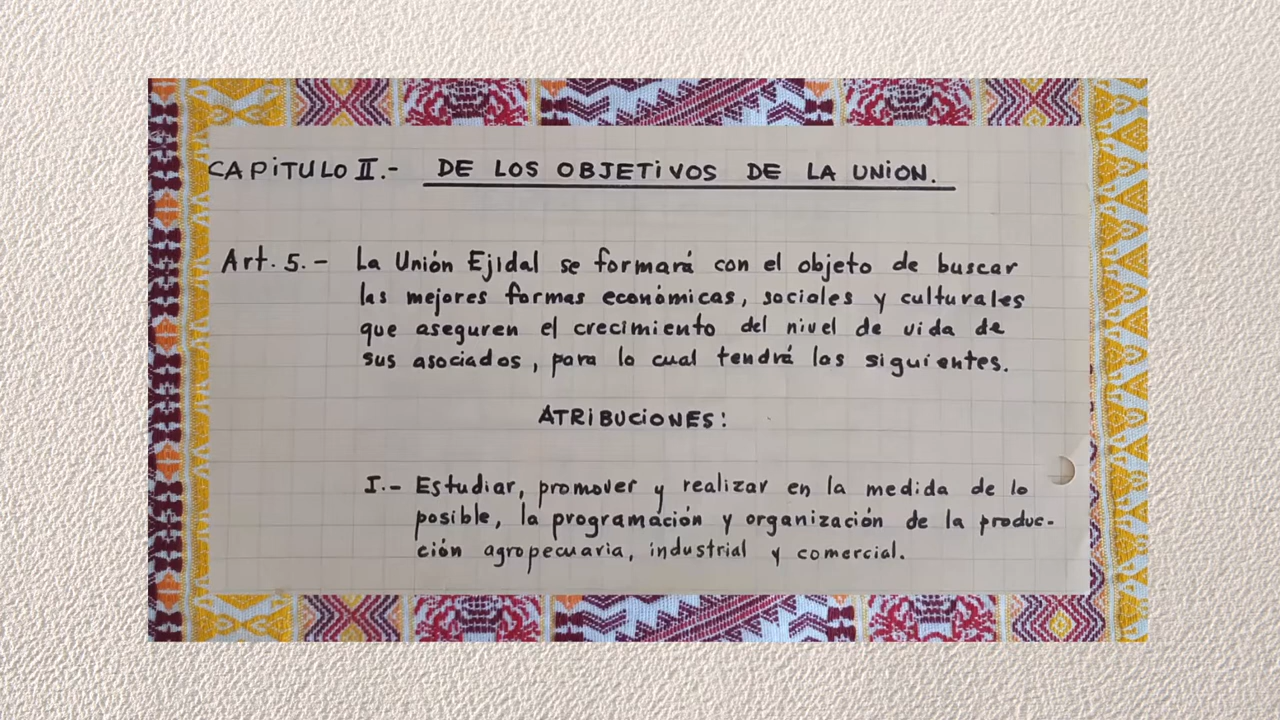 CAPITULO II.- DE LOS OBJETIVOS DE LA UNION.
Art. 5.- La Unión Ejidal se formará con el objeto de buscar
las mejores formas económicas, sociales y culturales
que aseguren el crecimiento del nivel de vida de
sus asociados, para lo cual tendrá las siguientes.
ATRIBUCIONES:
I.- Estudiar, promover y realizar en la medida de lo
posible, la programación y organización de la produc-
ción agropecuaria, industrial y comercial.